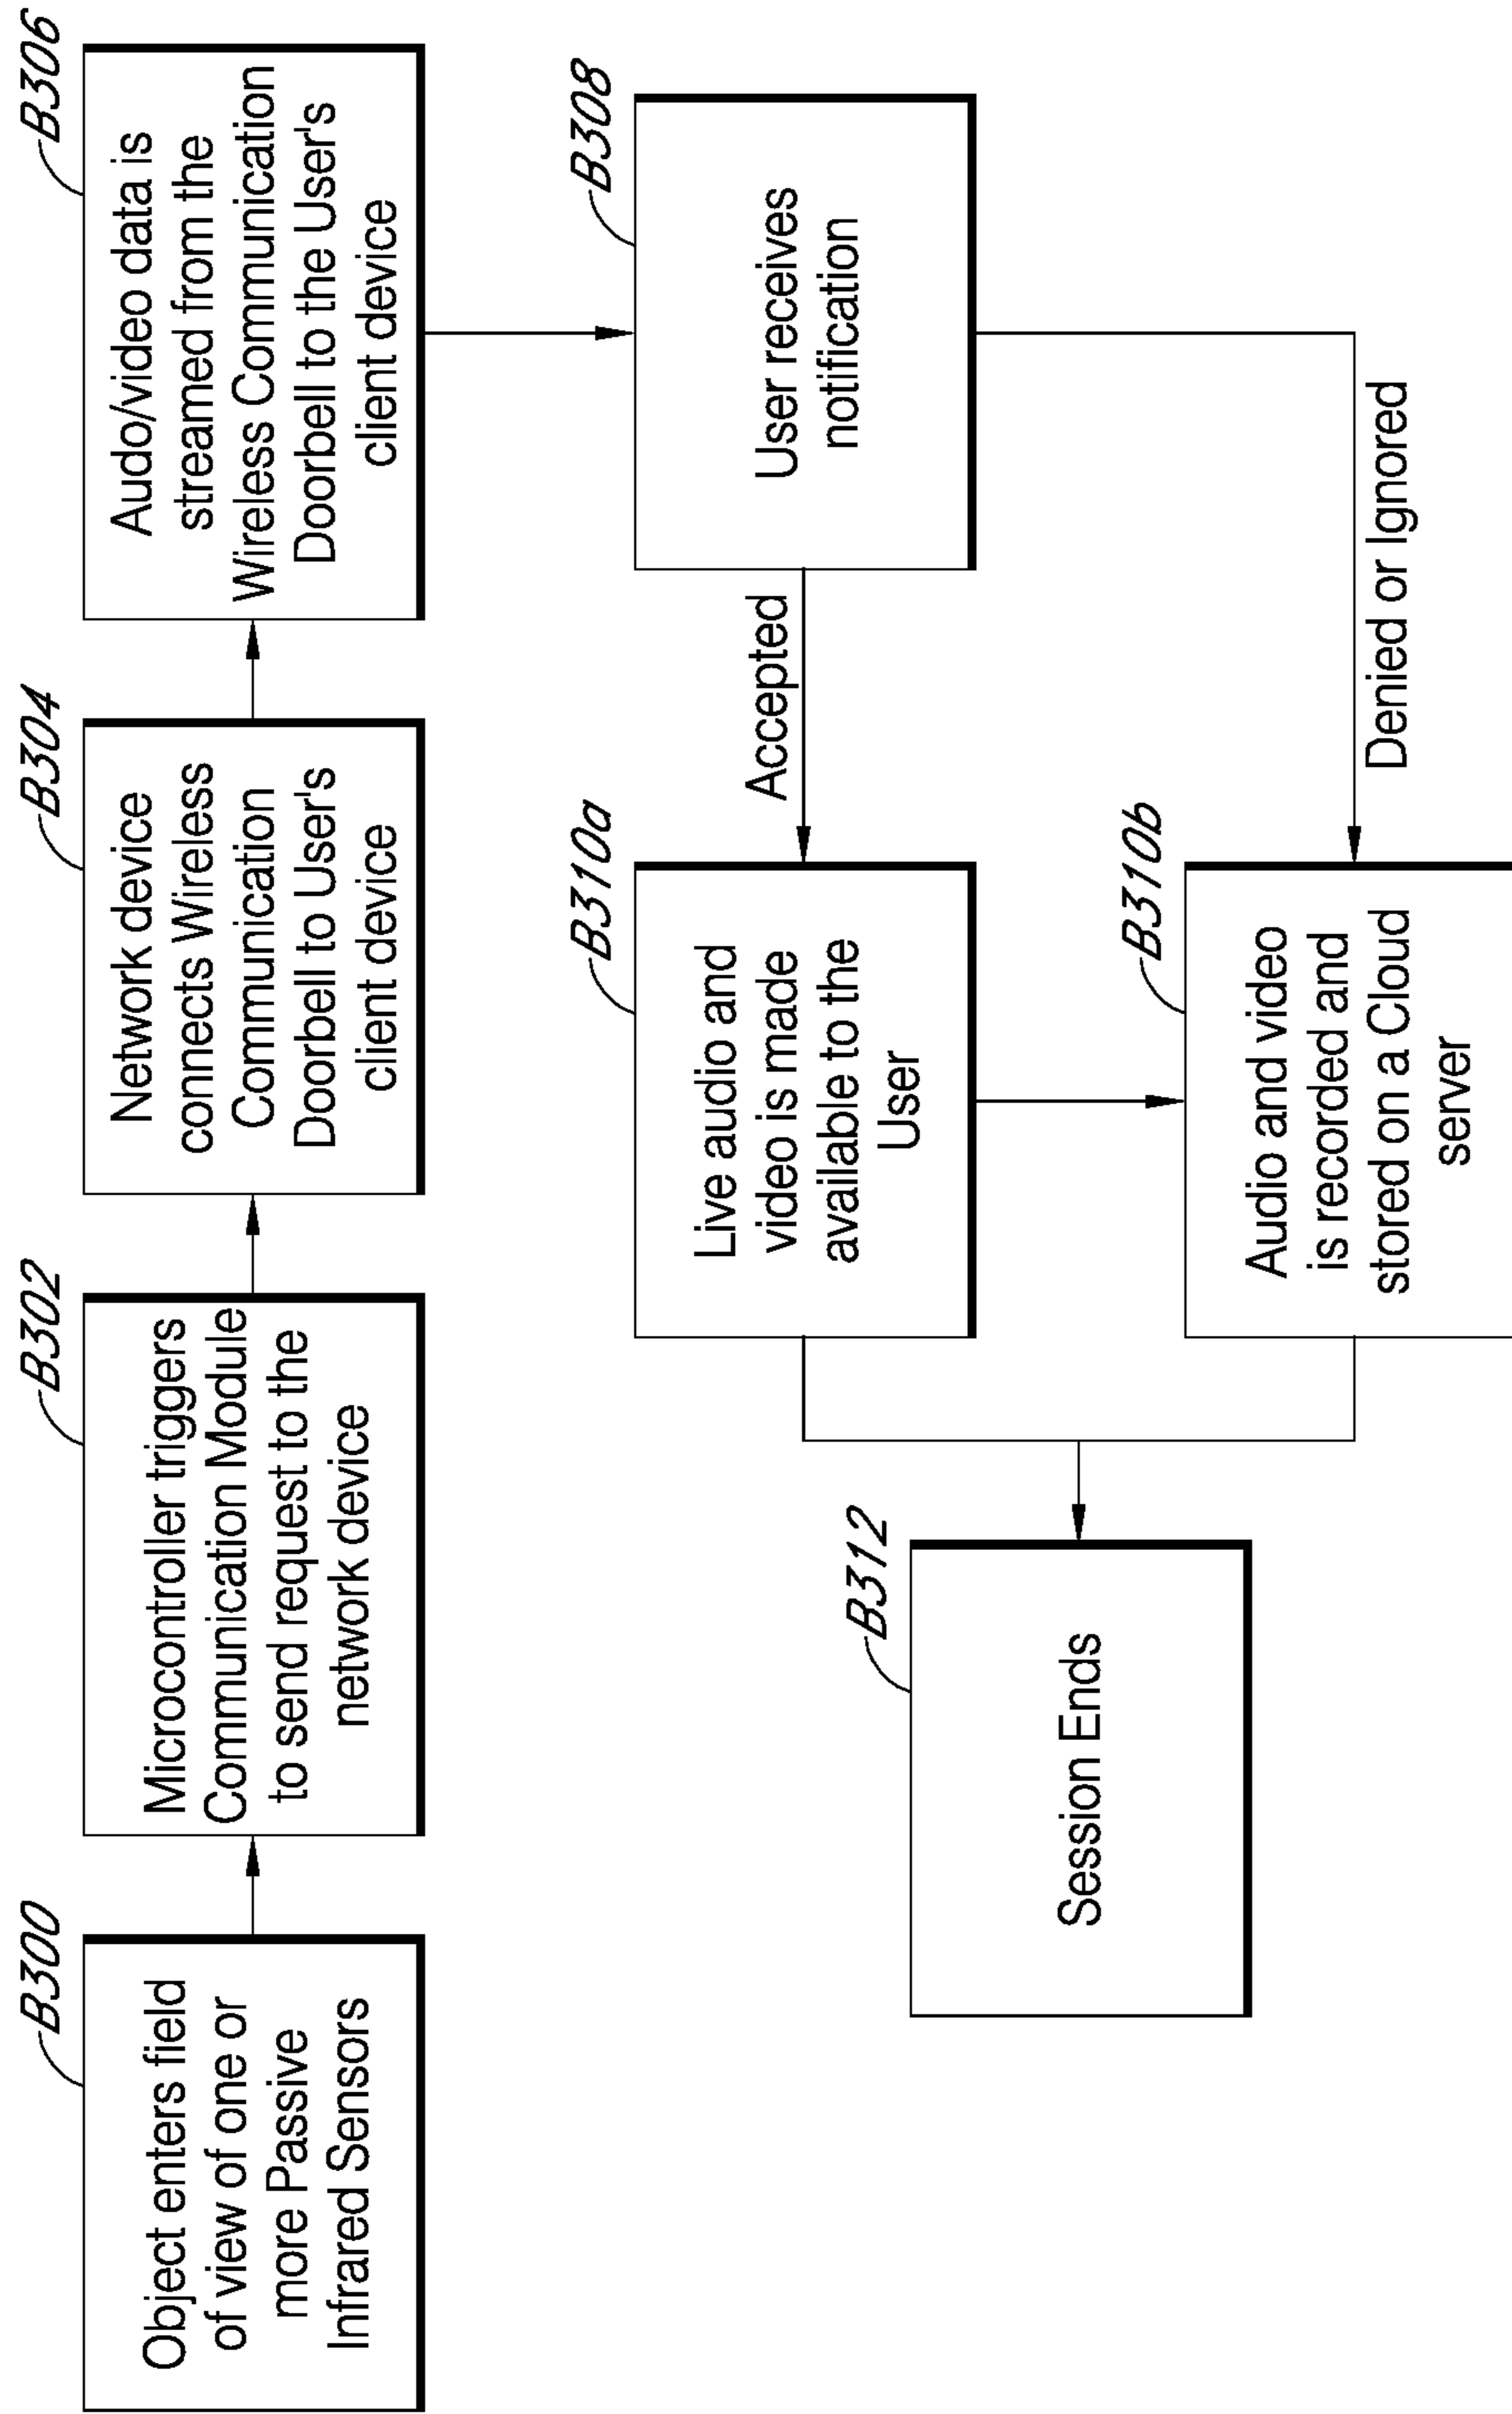 B300
Object enters field
of view of one or
more Passive
Infrared Sensors
B302
Microcontroller triggers
Communication Module
to send request to the
network device
B304
Network device
connects Wireless
Communication
Doorbell to User's
client device
B306
Audo/video data is
streamed from the
Wireless Communication
Doorbell to the User's
client device
B308
User receives
notification
Accepted
B310a
Live audio and
video is made
available to the
User
Denied or Ignored
B310b
Audio and video
is recorded and
stored on a Cloud
server
B312
Session Ends